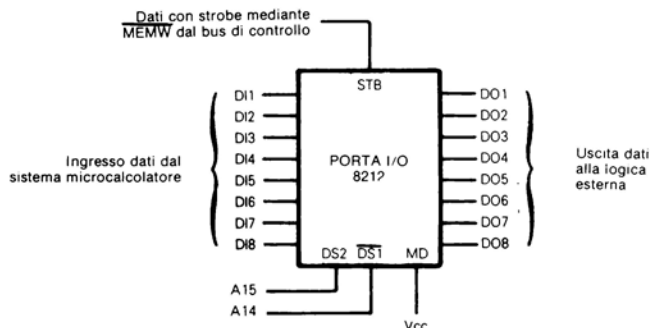 Dati con strobe mediante
MEMW dal bus di controllo
STB
DI1
DI2
DI3
DI4
DI5
DI6
DI7
DI8
Ingresso dati dal
sistema microcalcolatore
PORTA I/O
8212
DO1
DO2
DO3
DO4
DO5
DO6
DO7
DO8
Uscita dati
alla logica
esterna
DS2 DS1 MD
A15
A14
Vcc